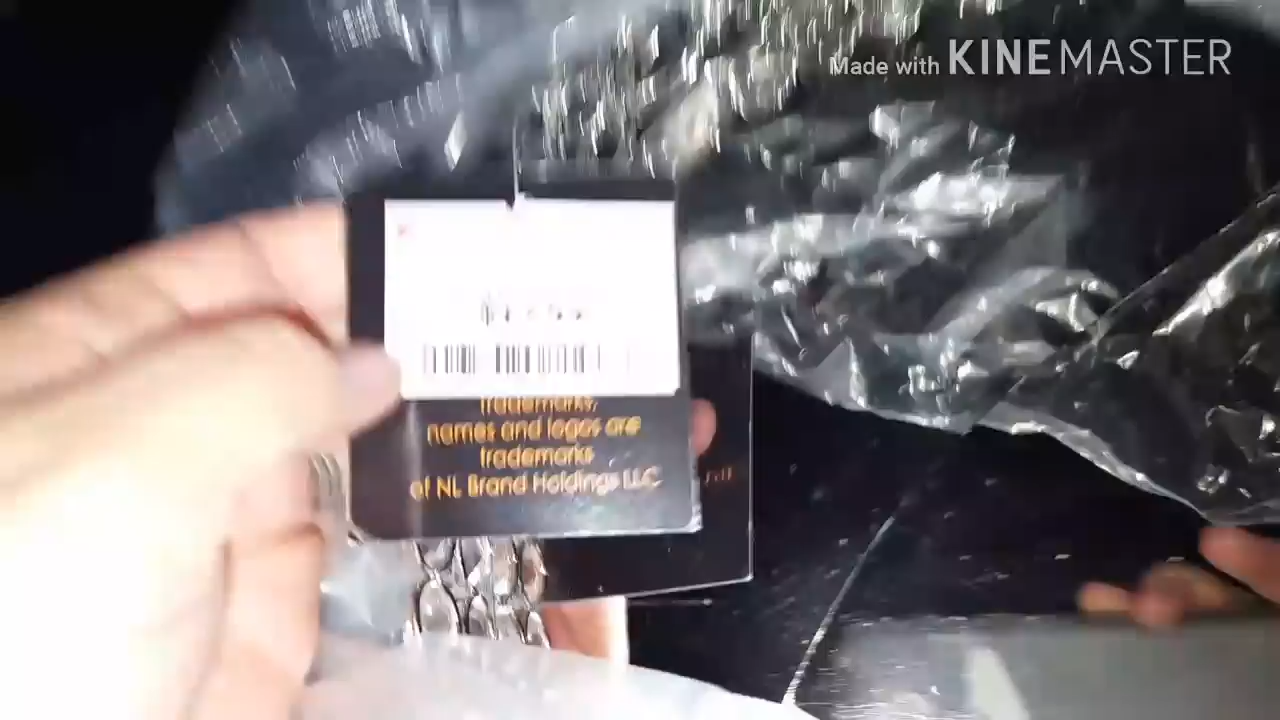 Made with KINEMASTER
Trademarks,
names and logos are
trademarks
of NL Brand Holdings LLC